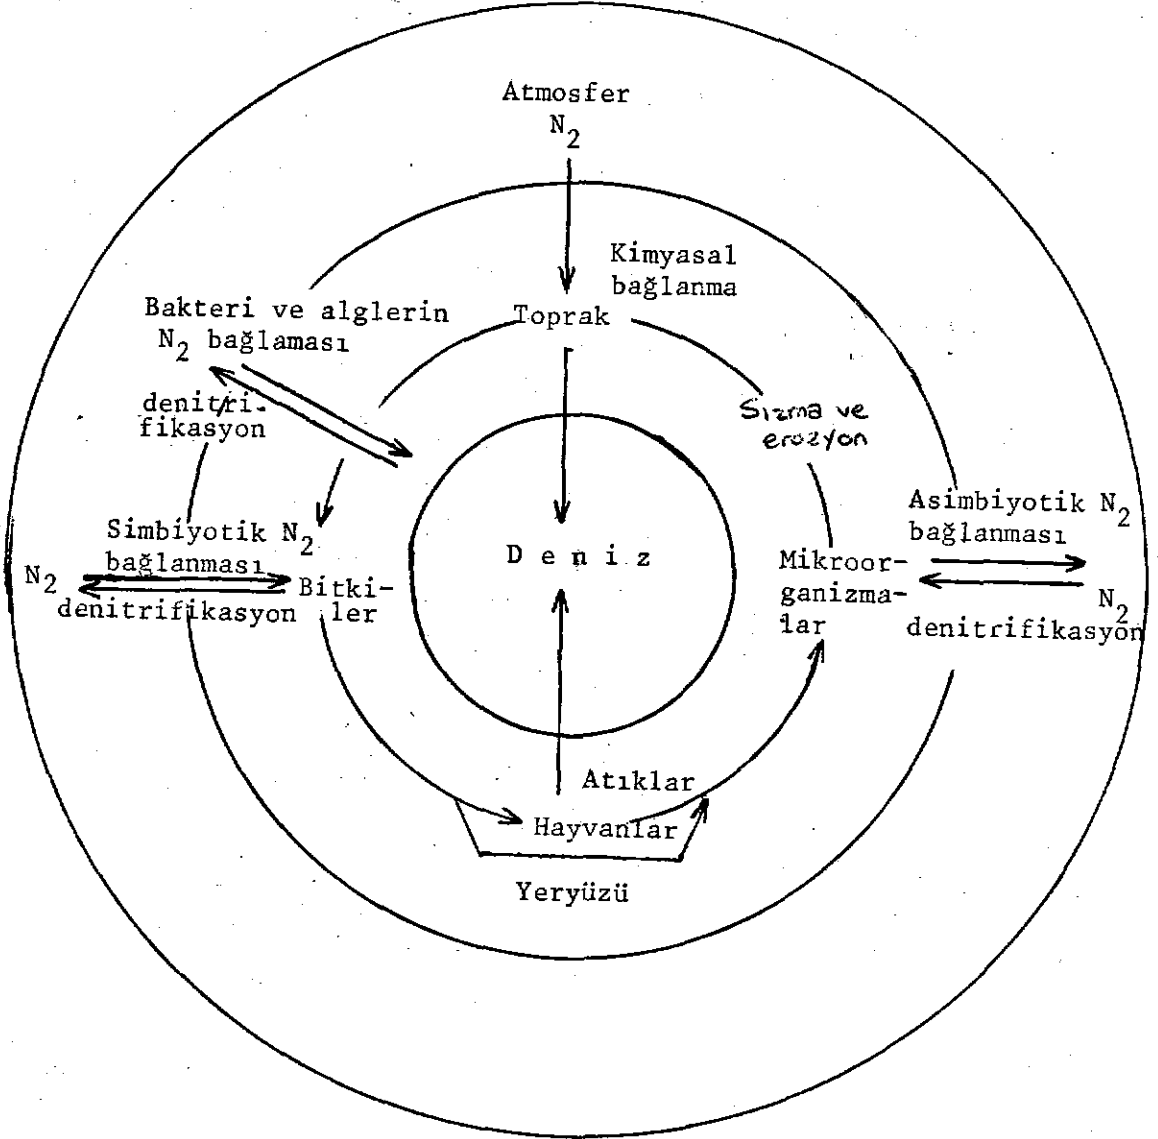 Atmosfer
N2
Kimyasal
bağlanma
Toprak
Bakteri ve alglerin
N2 bağlaması
denitri-
fikasyon
Sızma ve
erozyon
Simbiyotik N2
bağlanması
N2
denitrifikasyon
Bitki-
ler
Deniz
Mikroor-
ganizma-
lar
Asimbiyotik N2
bağlanması
N2
denitrifikasyon
Atıklar
Hayvanlar
Yeryüzü